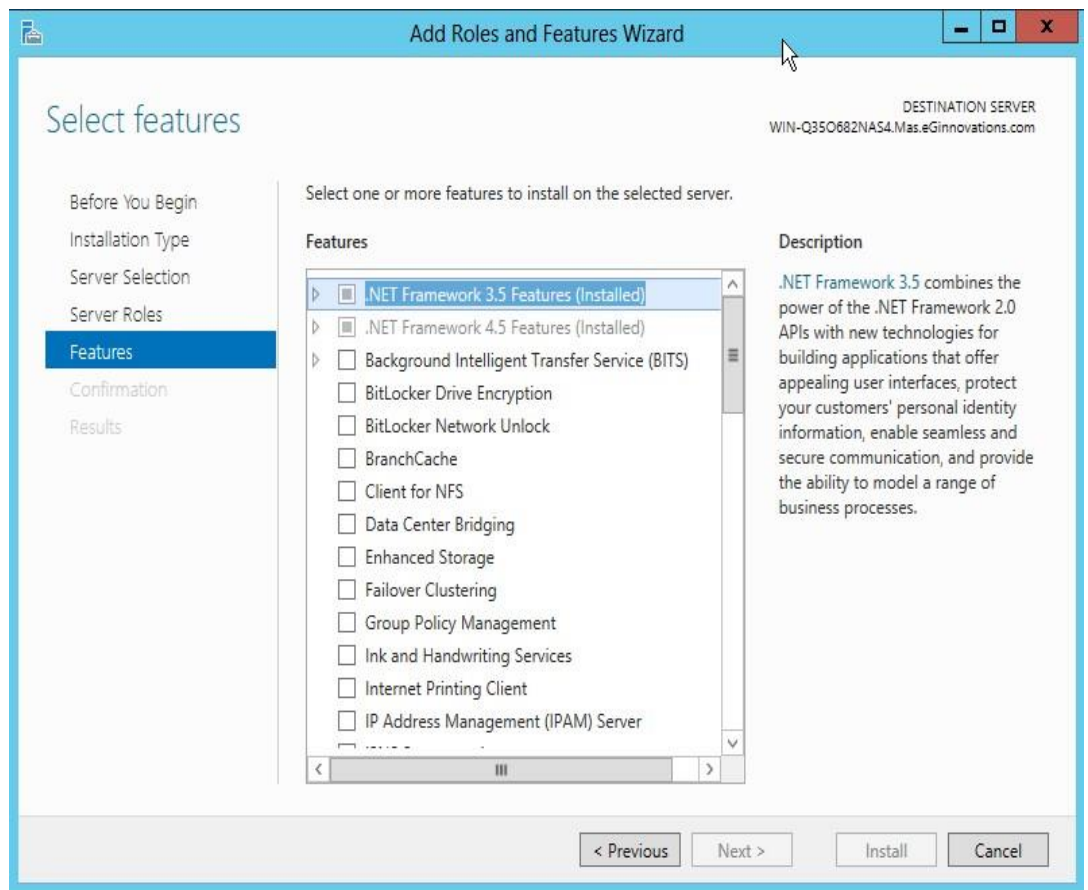 Add Roles and Features Wizard
Select features
DESTINATION SERVER
WIN-Q35O682NAS4.Mas.eGinnovations.com
Before You Begin
Installation Type
Server Selection
Server Roles
Features
Confirmation
Results
Select one or more features to install on the selected server.
Features
.NET Framework 3.5 Features (Installed)
.NET Framework 4.5 Features (Installed)
Background Intelligent Transfer Service (BITS)
BitLocker Drive Encryption
BitLocker Network Unlock
BranchCache
Client for NFS
Data Center Bridging
Enhanced Storage
Failover Clustering
Group Policy Management
Ink and Handwriting Services
Internet Printing Client
IP Address Management (IPAM) Server
Description
.NET Framework 3.5 combines the
power of the .NET Framework 2.0
APIs with new technologies for
building applications that offer
appealing user interfaces, protect
your customers' personal identity
information, enable seamless and
secure communication, and provide
the ability to model a range of
business processes.
< Previous
Next >
Install
Cancel